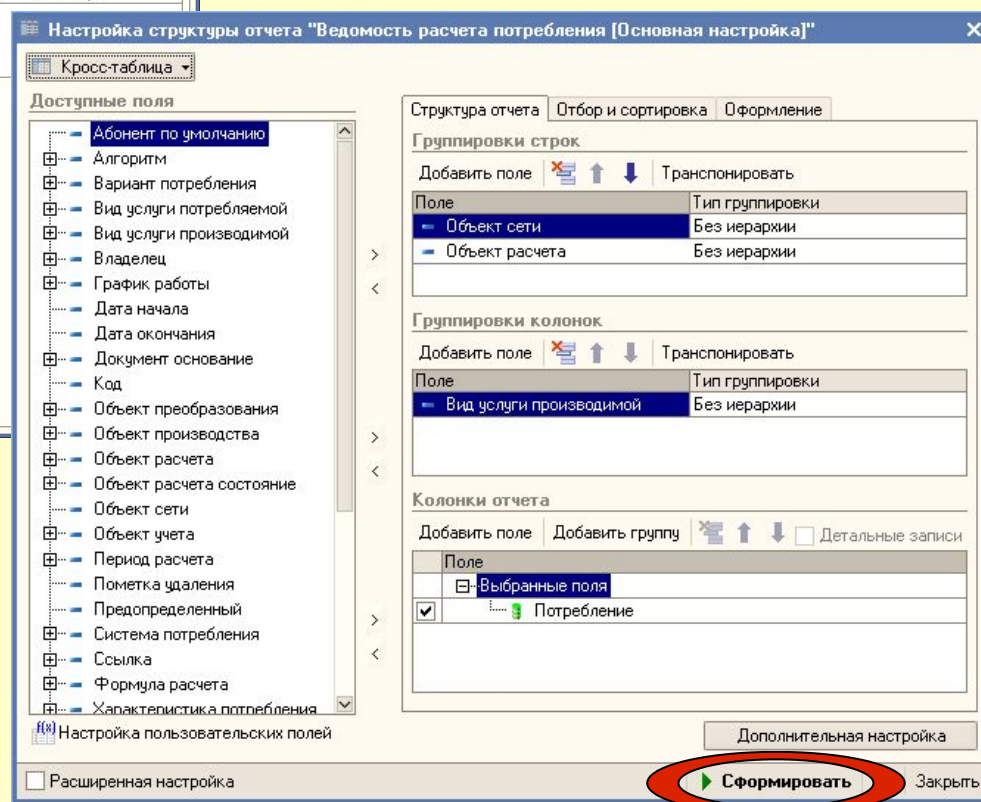 Настройка структуры отчета "Ведомость расчета потребления [Основная настройка]"
Кросс-таблица
Доступные поля
Абонент по умолчанию
Алгоритм
Вариант потребления
Вид услуги потребляемой
Вид услуги производимой
Владелец
График работы
Дата начала
Дата окончания
Документ основание
Код
Объект преобразования
Объект производства
Объект расчета
Объект расчета состояние
Объект сети
Объект учета
Период расчета
Пометка удаления
Предопределенный
Система потребления
Ссылка
Формула расчета
Характеристика потребления
f(x) Настройка пользовательских полей
Структура отчета Отбор и сортировка Оформление
Группировки строк
Добавить поле Транспонировать
Поле Тип группировки
Объект сети Без иерархии
Объект расчета Без иерархии
Группировки колонок
Добавить поле Транспонировать
Поле Тип группировки
Вид услуги производимой Без иерархии
Колонки отчета
Добавить поле Добавить группу Детальные записи
Поле
Выбранные поля
Потребление
Дополнительная настройка
Расширенная настройка Сформировать Закрыть